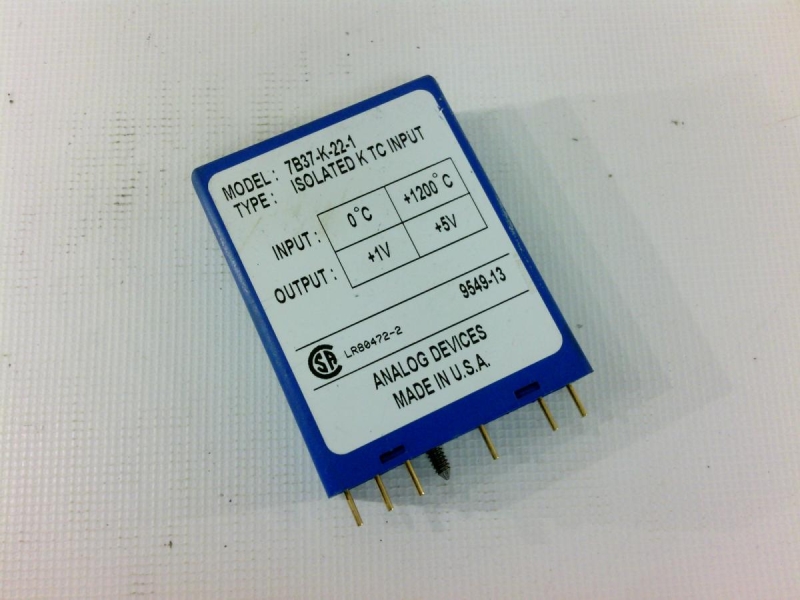 MODEL: 7B37-K-22-1
TYPE: ISOLATED K TC INPUT
INPUT: 0°C +1200°C
OUTPUT: +1V +5V
9549-13
CSA LR80472-2
ANALOG DEVICES
MADE IN U.S.A.